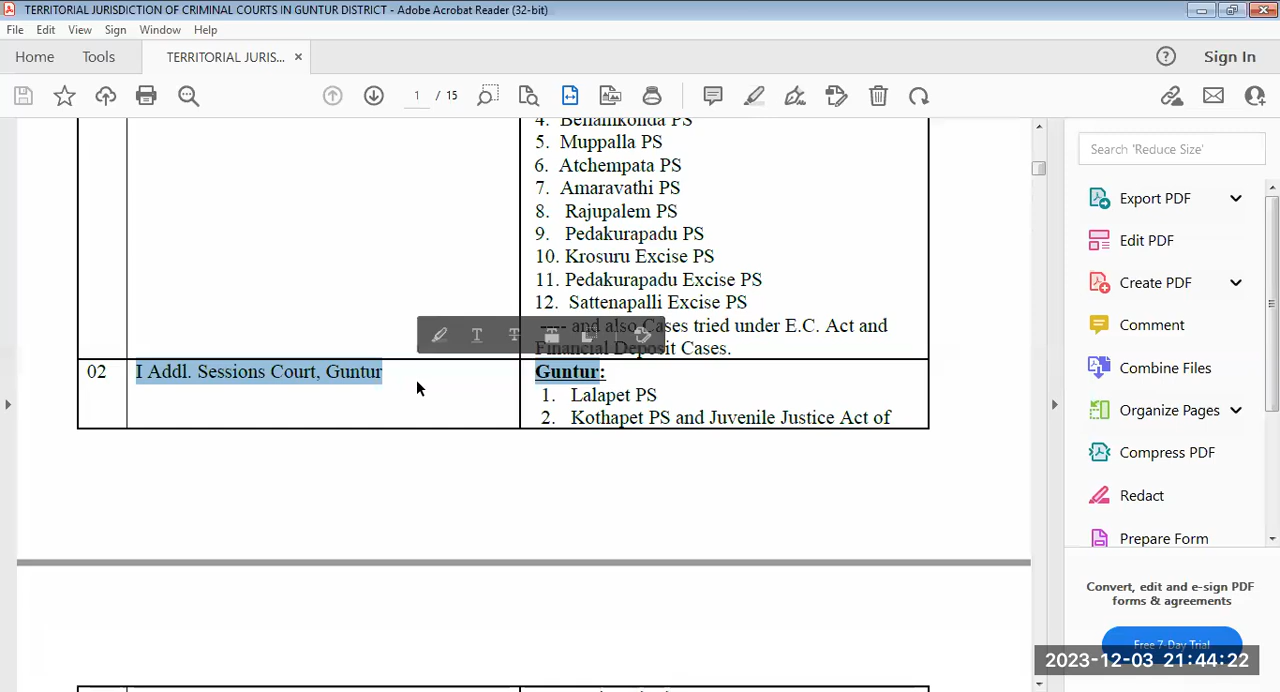 TERRITORIAL JURISDICTION OF CRIMINAL COURTS IN GUNTUR DISTRICT - Adobe Acrobat Reader (32-bit)
File Edit View Sign Window Help
Home Tools TERRITORIAL JURIS... × ? Sign In
1 / 15
Search 'Reduce Size'
4. Bellamkonda PS
5. Muppalla PS
6. Atchempata PS
7. Amaravathi PS
8. Rajupalem PS
9. Pedakurapadu PS
10. Krosuru Excise PS
11. Pedakurapadu Excise PS
12. Sattenapalli Excise PS
---- and also Cases tried under E.C. Act and
Financial Deposit Cases.
02 I Addl. Sessions Court, Guntur Guntur:
1. Lalapet PS
2. Kothapet PS and Juvenile Justice Act of
Export PDF
Edit PDF
Create PDF
Comment
Combine Files
Organize Pages
Compress PDF
Redact
Prepare Form
Convert, edit and e-sign PDF
forms & agreements
Free 7-Day Trial
2023-12-03 21:44:22